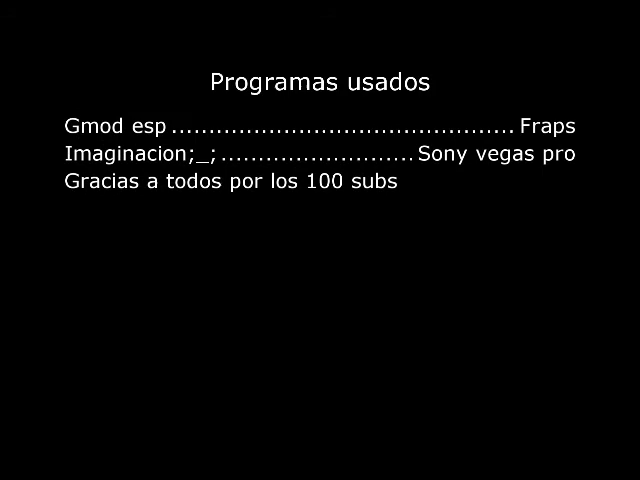 Programas usados
Gmod esp .............................................. Fraps
Imaginacion;_; .......................... Sony vegas pro
Gracias a todos por los 100 subs